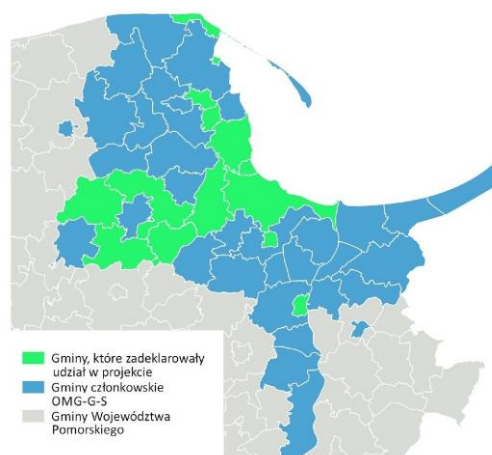 Gminy, które zadeklarowały
udział w projekcie
Gminy członkowskie
OMG-G-S
Gminy Województwa
Pomorskiego